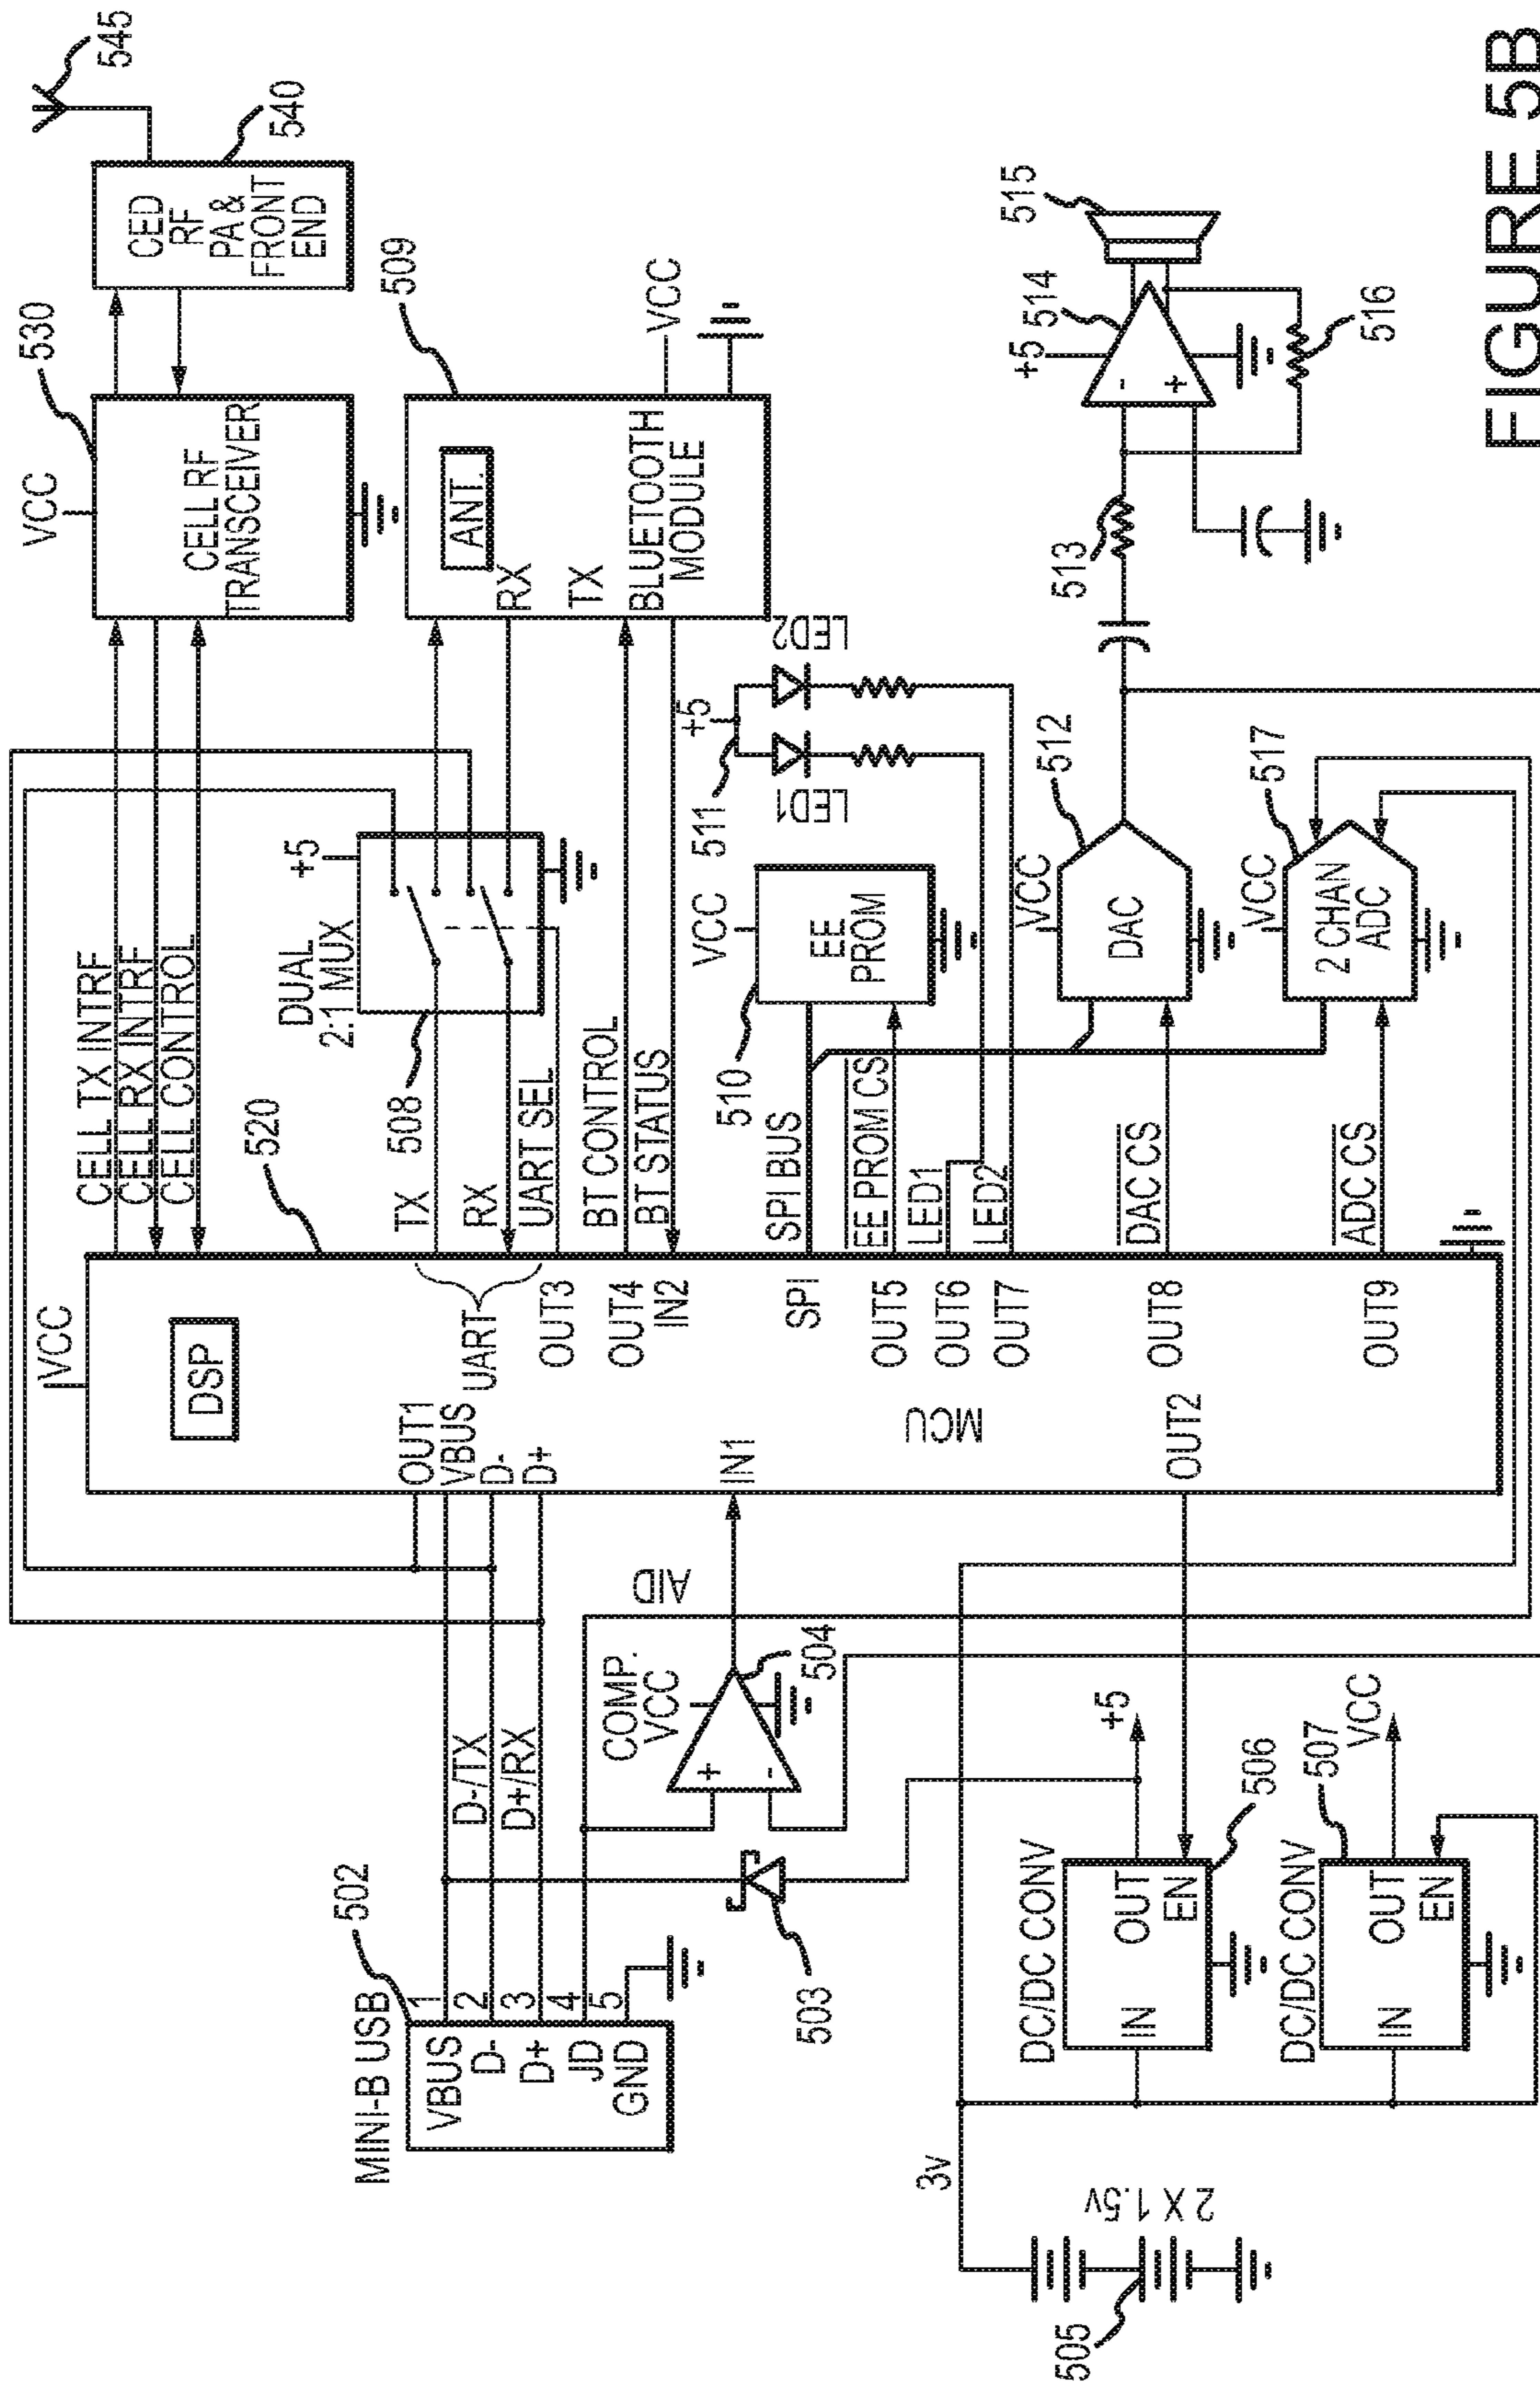 545
540
CED
RF
PA &
FRONT
END
530
VCC
CELL RF
TRANSCEIVER
CELL TX INTRF
CELL RX INTRF
CELL CONTROL
520
VCC
DSP
509
ANT.
RX
TX
BLUETOOTH
MODULE
VCC
+5
DUAL
2:1 MUX
508
TX
RX
UART SEL
BT CONTROL
BT STATUS
OUT1
VBUS
D-
D+
UART
OUT3
OUT4
IN2
502
MINI-B USB
VBUS
D-
D+
JD
GND
1
2
3
4
5
D-/TX
D+/RX
503
COMP.
VCC
+
-
504
AID
IN1
MCU
OUT2
SPI
OUT5
OUT6
OUT7
OUT8
OUT9
SPI BUS
EE PROM CS
LED1
LED2
DAC CS
ADC CS
510
VCC
EE
PROM
511
+5
LED1
LED2
512
VCC
DAC
517
VCC
2 CHAN
ADC
513
+5
514
-
+
515
516
3v
2 X 1.5v
505
DC/DC CONV
IN
OUT
EN
506
+5
DC/DC CONV
IN
OUT
EN
507
VCC
FIGURE 5B